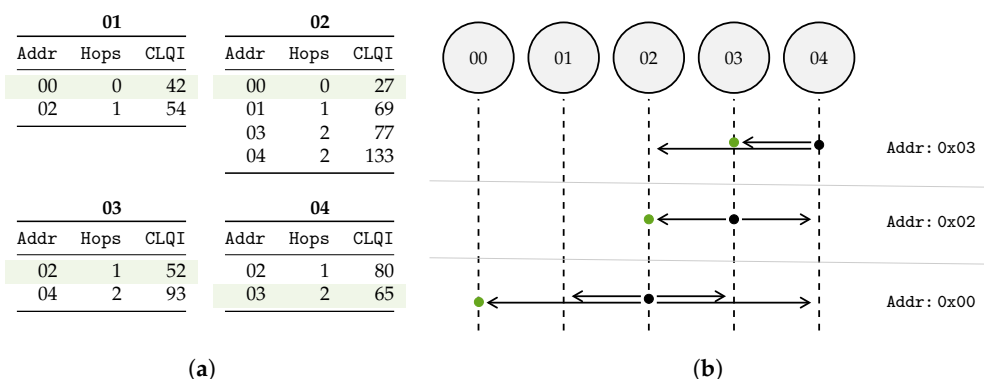 01
Addr Hops CLQI
00 0 42
02 1 54
02
Addr Hops CLQI
00 0 27
01 1 69
03 2 77
04 2 133
03
Addr Hops CLQI
02 1 52
04 2 93
04
Addr Hops CLQI
02 1 80
03 2 65
(a)
00 01 02 03 04
Addr: 0x03
Addr: 0x02
Addr: 0x00
(b)